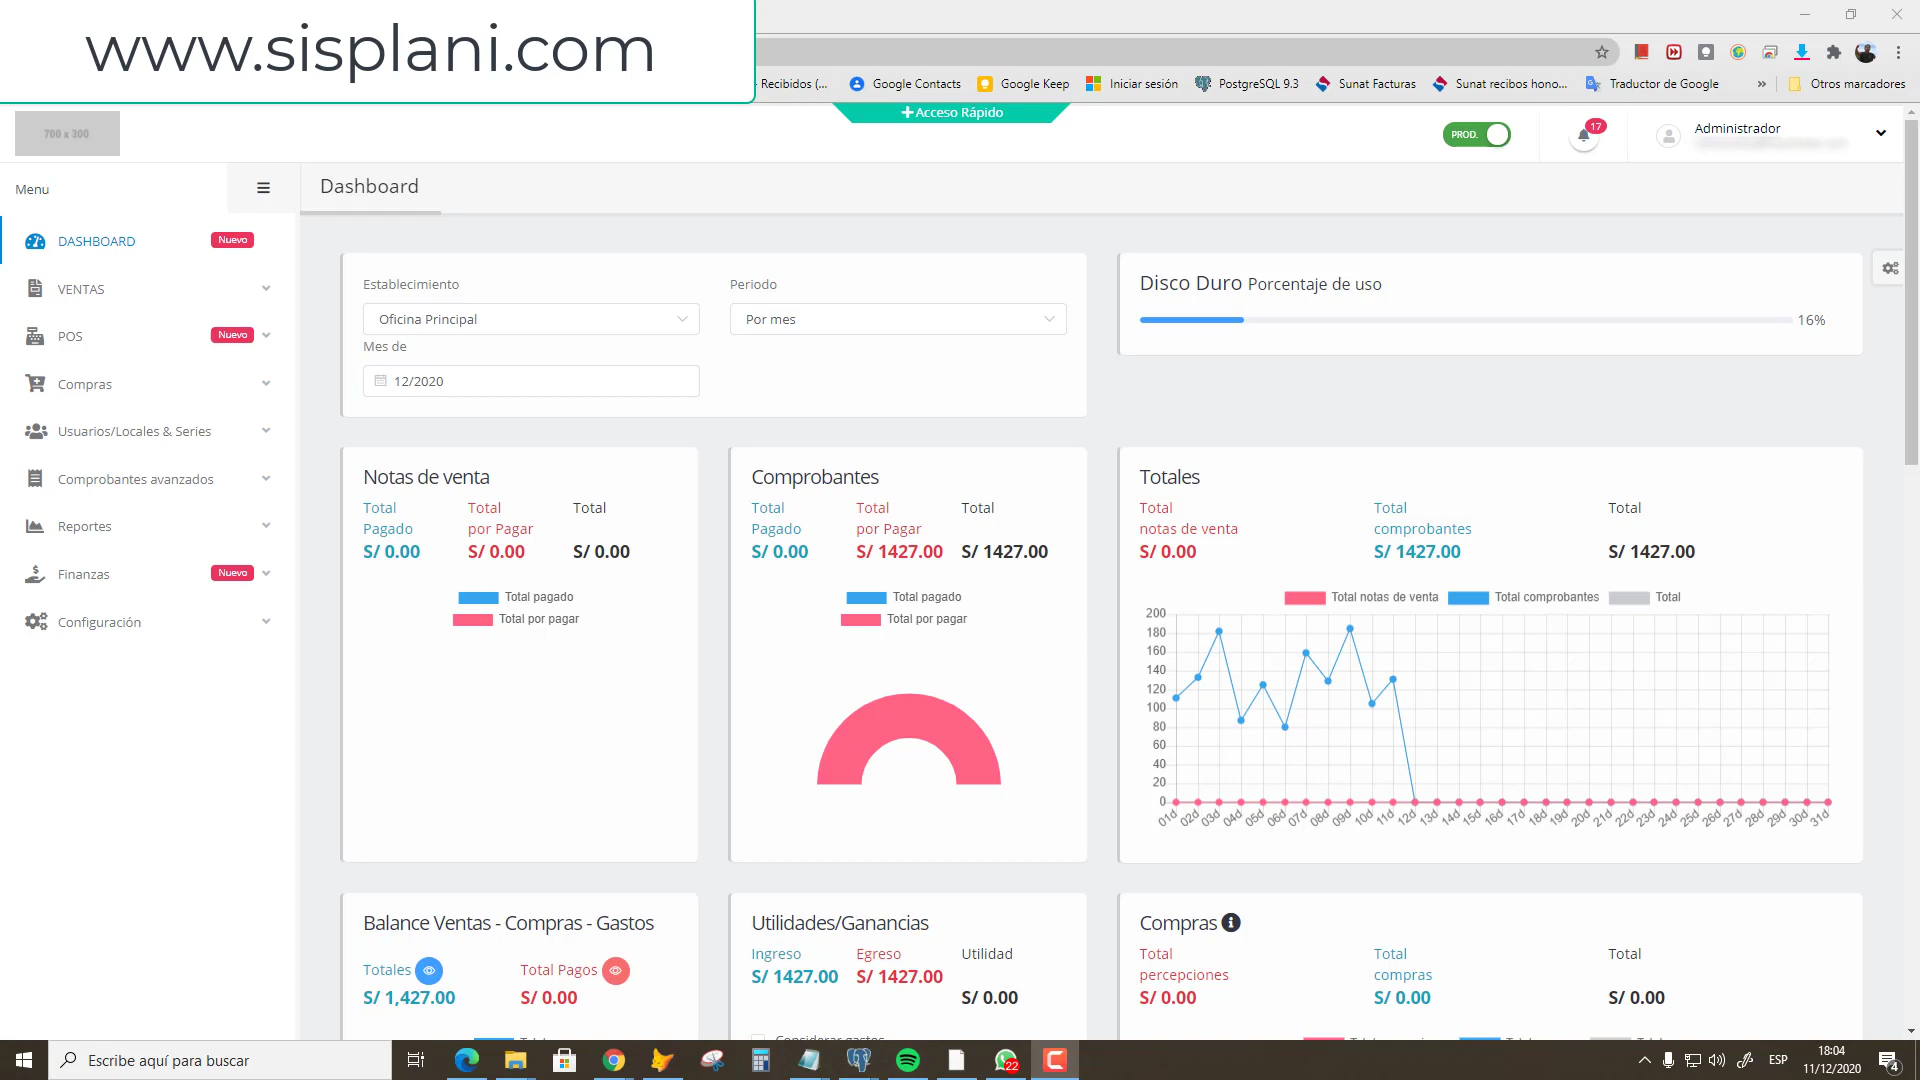 www.sisplani.com
Recibidos (...
Google Contacts
Google Keep
Iniciar sesión
PostgreSQL 9.3
Sunat Facturas
Sunat recibos hono...
Traductor de Google
»
Otros marcadores
Acceso Rápido
700 x 300
PROD.
17
Administrador
Menu
Dashboard
DASHBOARD
Nuevo
VENTAS
POS
Nuevo
Compras
Usuarios/Locales & Series
Comprobantes avanzados
Reportes
Finanzas
Nuevo
Configuración
Establecimiento
Periodo
Oficina Principal
Por mes
Mes de
12/2020
Disco Duro Porcentaje de uso
16%
Notas de venta
Total Total Total
Pagado por Pagar
S/ 0.00 S/ 0.00 S/ 0.00
Total pagado
Total por pagar
Comprobantes
Total Total Total
Pagado por Pagar
S/ 0.00 S/ 1427.00 S/ 1427.00
Total pagado
Total por pagar
Totales
Total Total Total
notas de venta comprobantes
S/ 0.00 S/ 1427.00 S/ 1427.00
Total notas de venta Total comprobantes Total
200
180
160
140
120
100
80
60
40
20
0
01d 02d 03d 04d 05d 06d 07d 08d 09d 10d 11d 12d 13d 14d 15d 16d 17d 18d 19d 20d 21d 22d 23d 24d 25d 26d 27d 28d 29d 30d 31d
Balance Ventas - Compras - Gastos
Totales Total Pagos
S/ 1,427.00 S/ 0.00
Utilidades/Ganancias
Ingreso Egreso Utilidad
S/ 1427.00 S/ 1427.00
S/ 0.00
Considerar gastos
Compras
Total Total Total
percepciones compras
S/ 0.00 S/ 0.00 S/ 0.00
Escribe aquí para buscar
22
ESP
18:04
11/12/2020
4